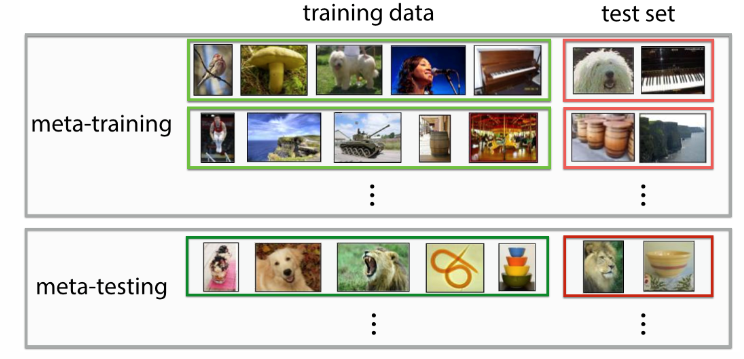 training data
test set
meta-training
meta-testing